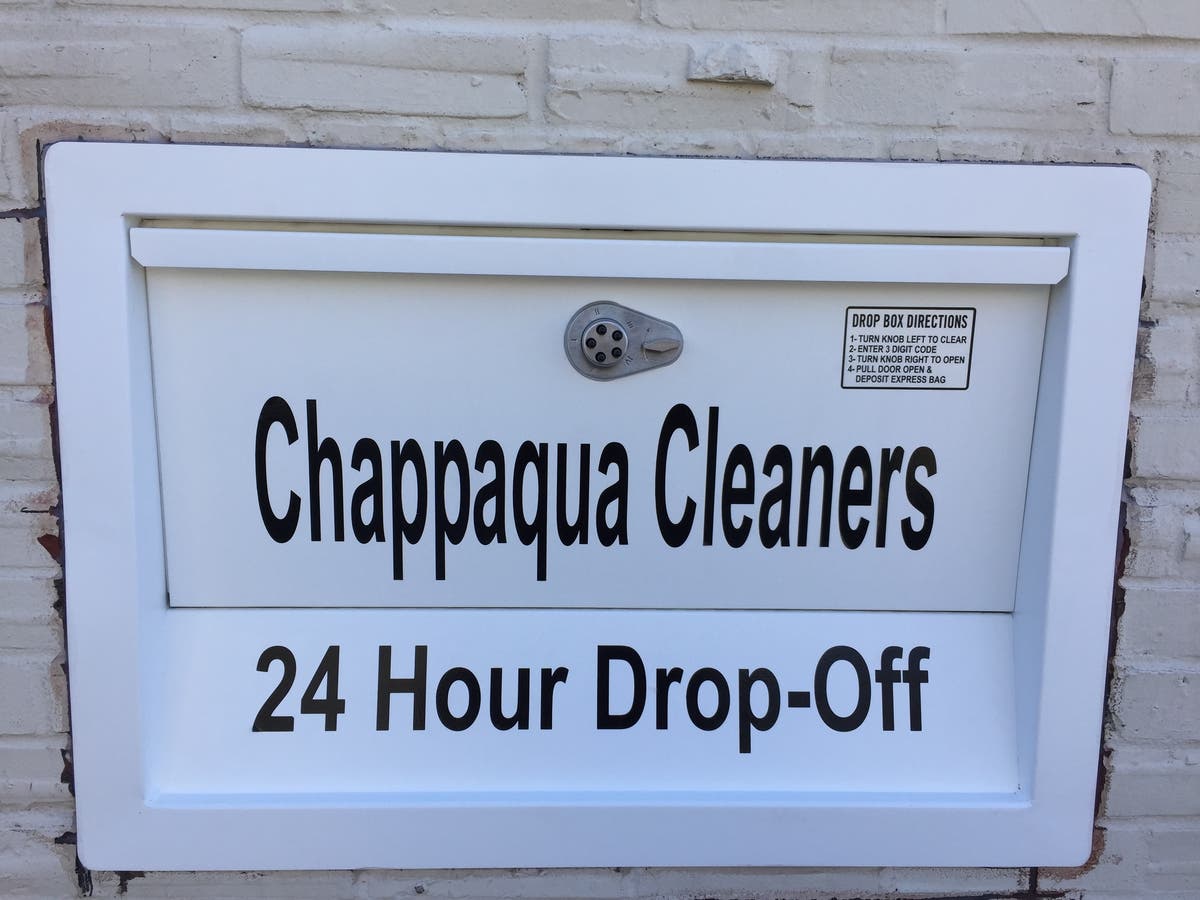 DROP BOX DIRECTIONS
1- TURN KNOB LEFT TO CLEAR
2- ENTER 3 DIGIT CODE
3- TURN KNOB RIGHT TO OPEN
4- PULL DOOR OPEN &
DEPOSIT EXPRESS BAG
Chappaqua Cleaners
24 Hour Drop-Off